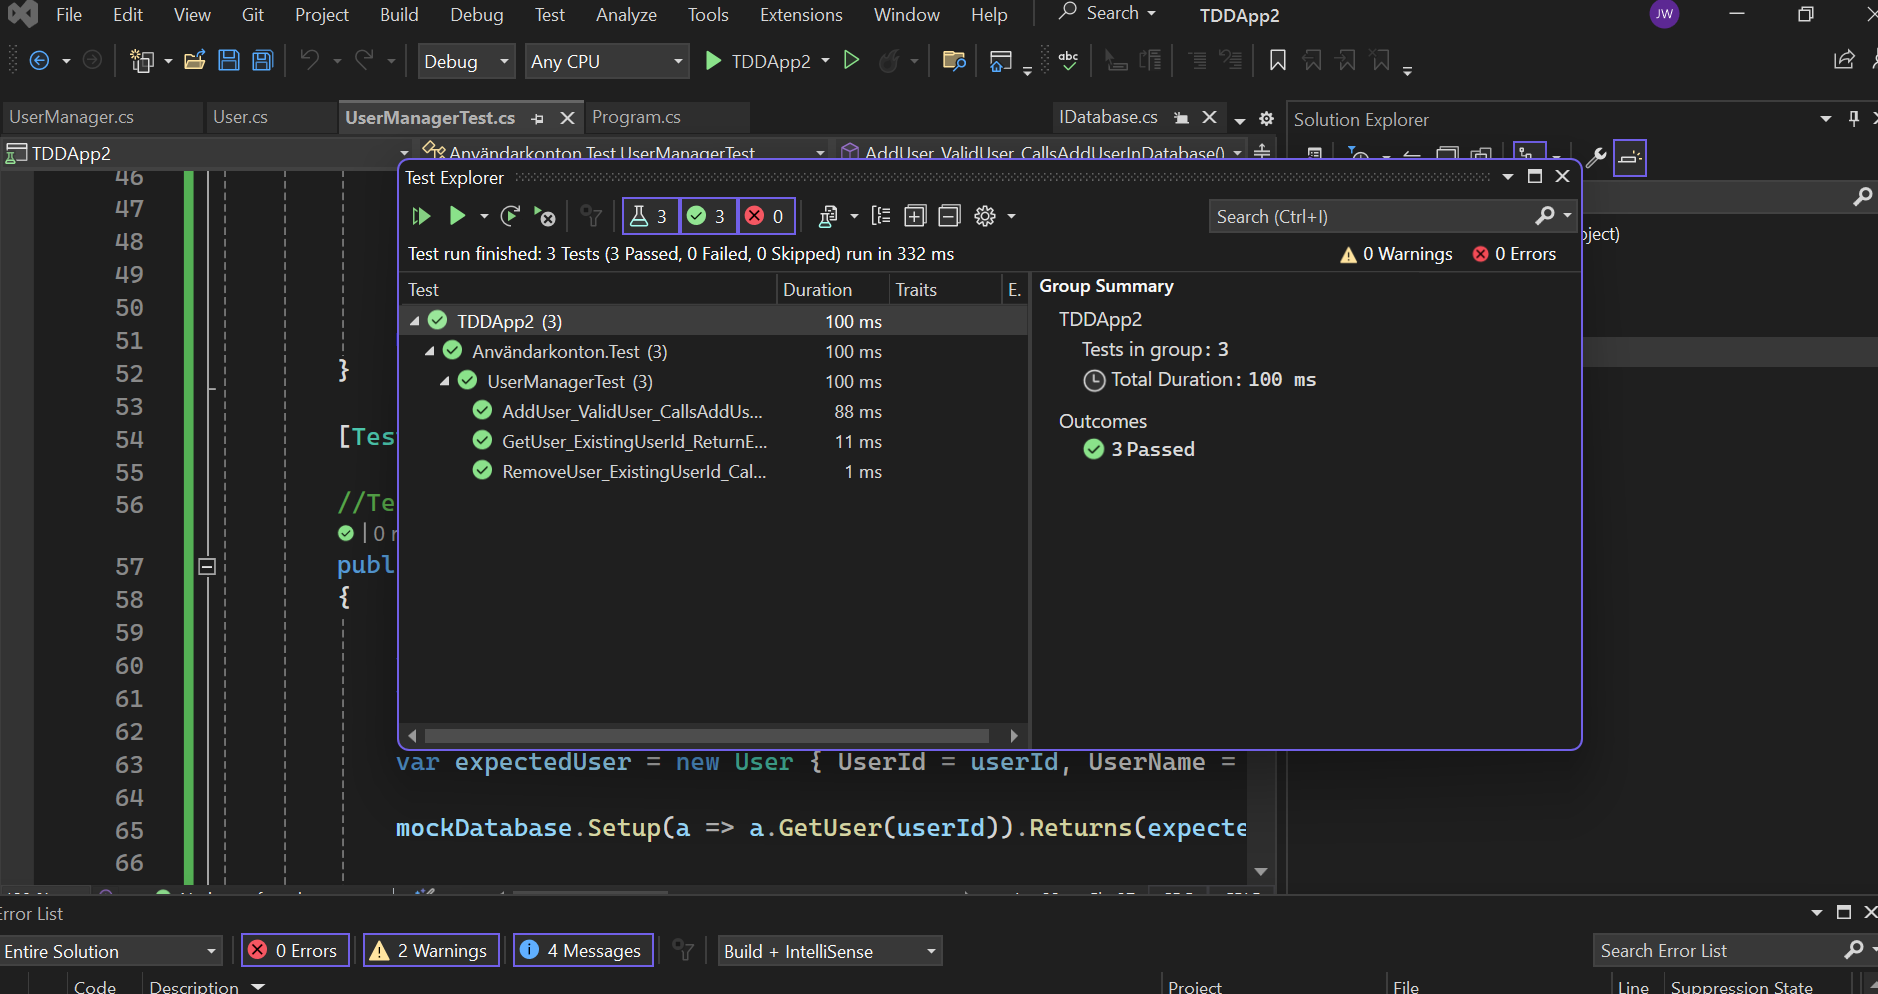 File Edit View Git Project Build Debug Test Analyze Tools Extensions Window Help Search TDDApp2 JW
Debug Any CPU TDDApp2 abc
UserManager.cs User.cs UserManagerTest.cs Program.cs IDatabase.cs Solution Explorer
TDDApp2 Användarkonton.Test.UserManagerTest AddUser_ValidUser_CallsAddUserInDatabase()
Test Explorer
3 3 0 Search (Ctrl+I)
Test run finished: 3 Tests (3 Passed, 0 Failed, 0 Skipped) run in 332 ms 0 Warnings 0 Errors
Test Duration Traits E. Group Summary
TDDApp2 (3) 100 ms TDDApp2
Användarkonton.Test (3) 100 ms Tests in group: 3
UserManagerTest (3) 100 ms Total Duration: 100 ms
AddUser_ValidUser_CallsAddUs... 88 ms Outcomes
GetUser_ExistingUserId_ReturnE... 11 ms 3 Passed
RemoveUser_ExistingUserId_Cal... 1 ms
46
47
48
49
50
51
52 }
53
54 [Tes
55
56 //Te
0 r
57 publ
58 {
59
60
61
62
63 var expectedUser = new User { UserId = userId, UserName =
64
65 mockDatabase.Setup(a => a.GetUser(userId)).Returns(expecte
66
ject)
Error List
Entire Solution 0 Errors 2 Warnings 4 Messages Build + IntelliSense Search Error List
Code Description Project File Line Suppression State